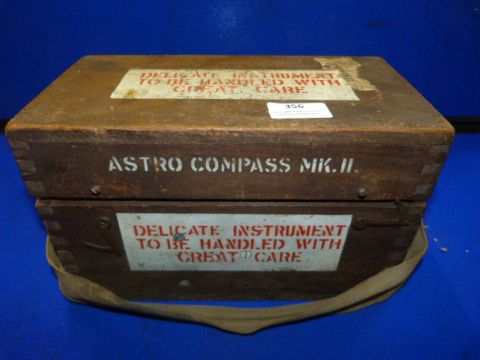 DELICATE INSTRUMENT
TO BE HANDLED WITH
GREAT CARE
356
ASTRO COMPASS MK.II.
DELICATE INSTRUMENT
TO BE HANDLED WITH
GREAT CARE